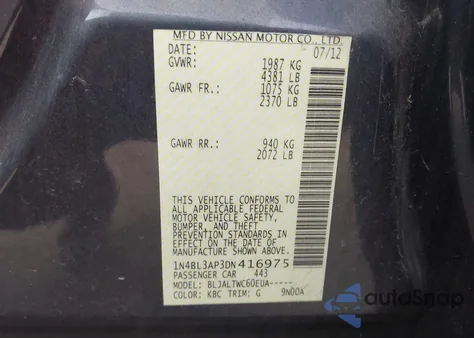 MFD BY NISSAN MOTOR CO., LTD.
DATE: 07/12
GVWR: 1987 KG
4381 LB
GAWR FR.: 1075 KG
2370 LB
GAWR RR.: 940 KG
2072 LB
THIS VEHICLE CONFORMS TO
ALL APPLICABLE FEDERAL
MOTOR VEHICLE SAFETY,
BUMPER, AND THEFT
PREVENTION STANDARDS IN
EFFECT ON THE DATE OF
MANUFACTURE SHOWN ABOVE.
1N4BL3AP3DN416975
PASSENGER CAR 443
MODEL: BLJALTWC60EUA-----
COLOR: KBC TRIM: G 9N00A
autoSnap